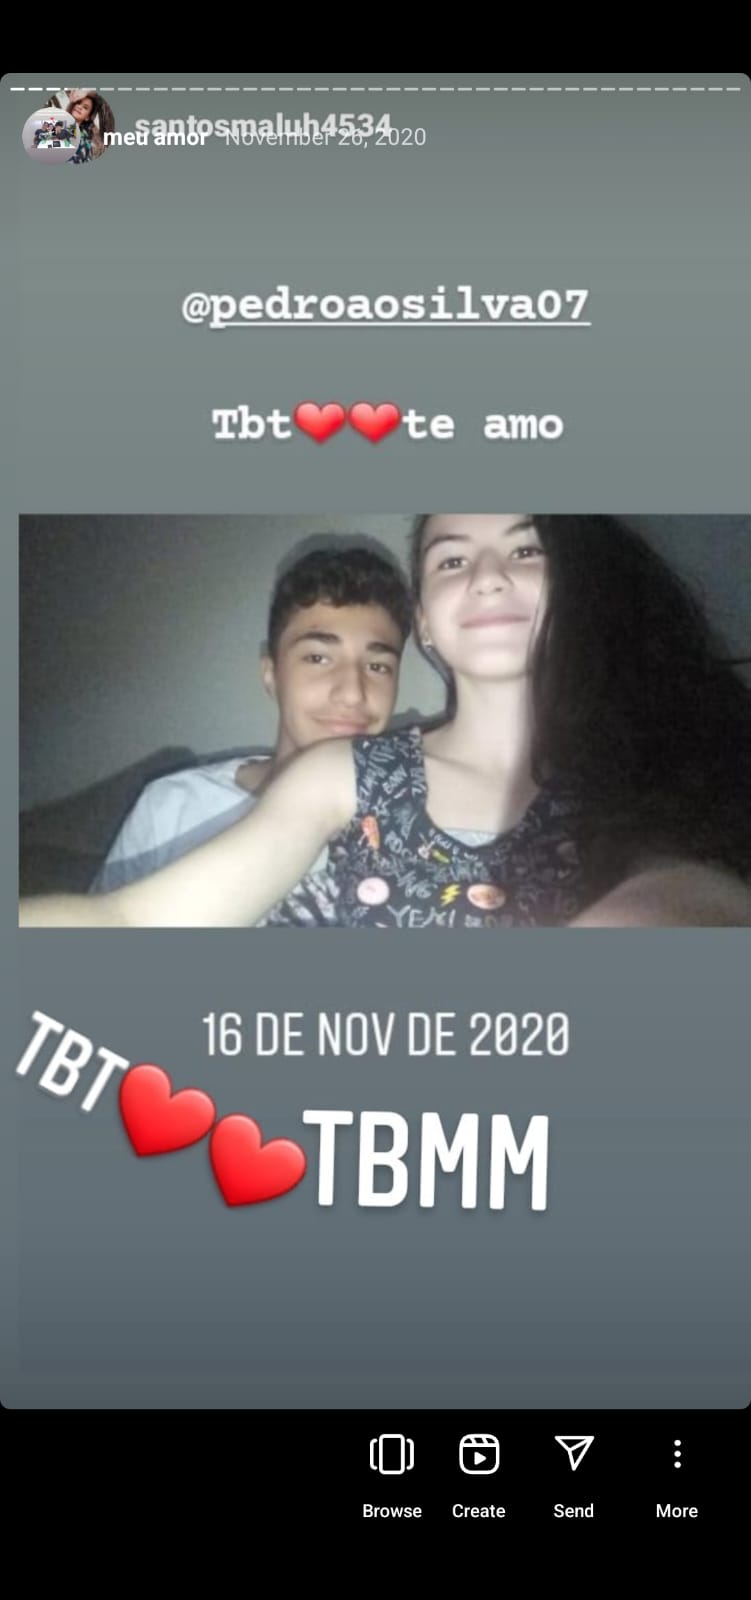 santosmaluh4534
meu amor November 26, 2020
@pedroaosilva07
Tbt❤❤te amo
YEAH
16 DE NOV DE 2020
TBT❤❤TBMM
Browse Create Send More